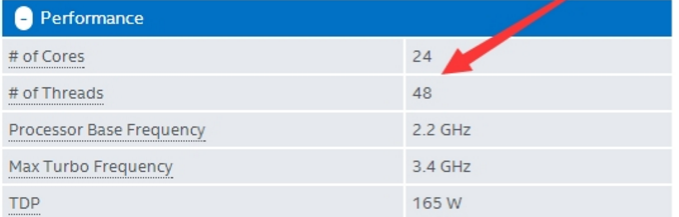 Performance
# of Cores 24
# of Threads 48
Processor Base Frequency 2.2 GHz
Max Turbo Frequency 3.4 GHz
TDP 165 W